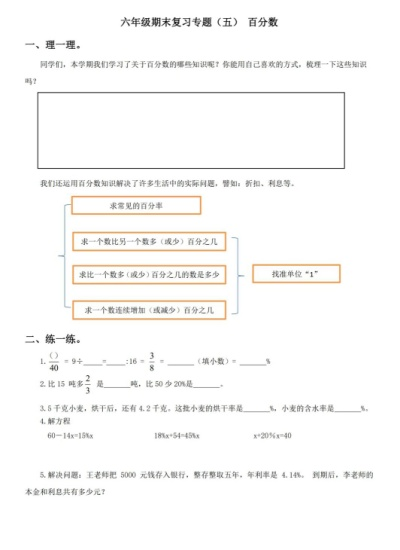 六年级期末复习专题（五） 百分数
一、理一理。
同学们，本学期我们学习了关于百分数的哪些知识呢？你能用自己喜欢的方式，梳理一下这些知识
吗？
我们还运用百分数知识解决了许多生活中的实际问题，譬如：折扣、利息等。
求常见的百分率
求一个数比另一个数多（或少）百分之几
求比一个数多（或少）百分之几的数是多少
找准单位“1”
求一个数连续增加（或减少）百分之几
二、练一练。
1. ()/40 = 9÷_____=_____:16 = 3/8 = _______（填小数）= _______%
2.比 15 吨多 2/3 是_______吨，比 50 少 20%是_______。
3.5 千克小麦，烘干后，还有 4.2 千克。这批小麦的烘干率是_______%，小麦的含水率是_______%。
4.解方程
60－14x=15%x 18%x+54=45%x x+20%x=40
5.解决问题：王老师把 5000 元钱存入银行，整存整取五年，年利率是 4.14%。 到期后，李老师的
本金和利息共有多少元？